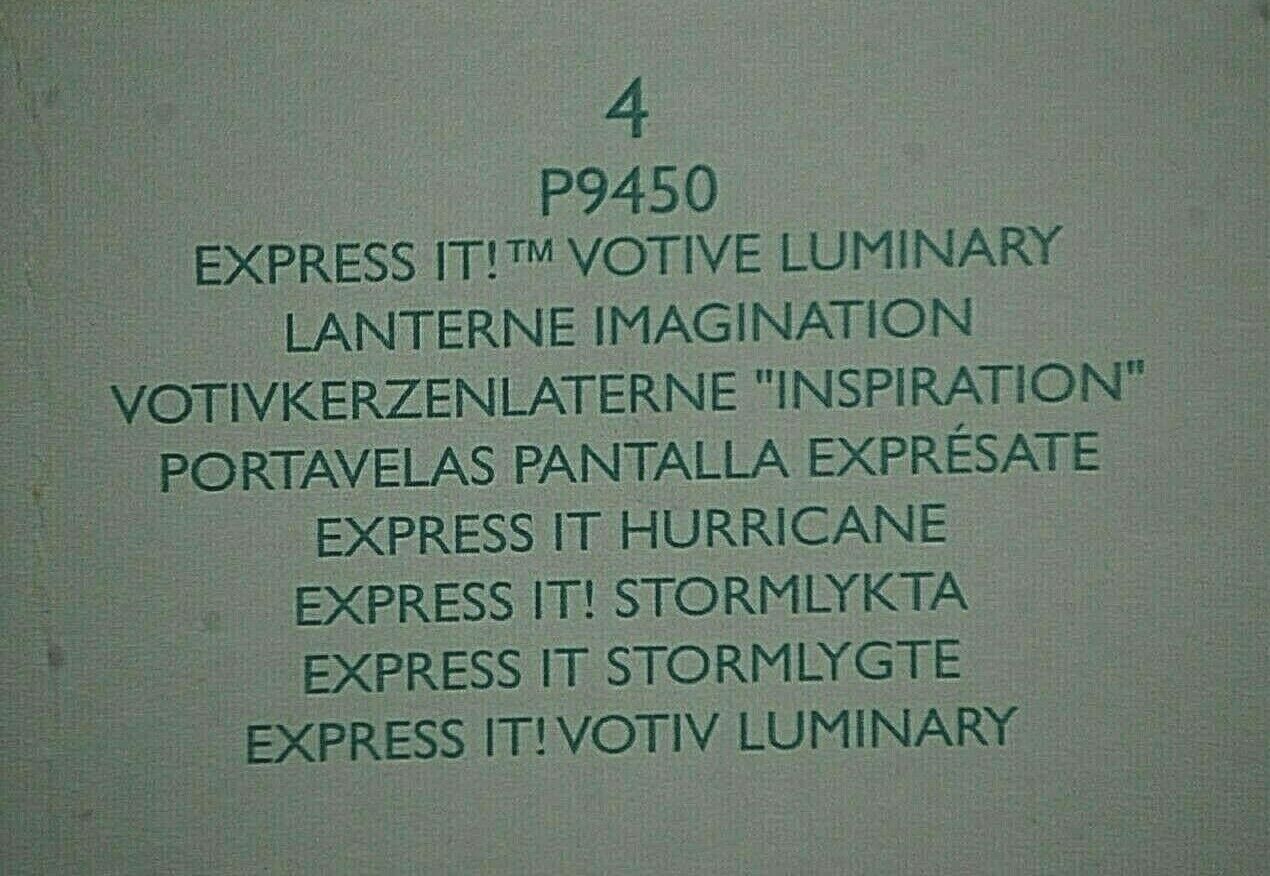 4
P9450
EXPRESS IT!™ VOTIVE LUMINARY
LANTERNE IMAGINATION
VOTIVKERZENLATERNE "INSPIRATION"
PORTAVELAS PANTALLA EXPRÉSATE
EXPRESS IT HURRICANE
EXPRESS IT! STORMLYKTA
EXPRESS IT STORMLYGTE
EXPRESS IT! VOTIV LUMINARY